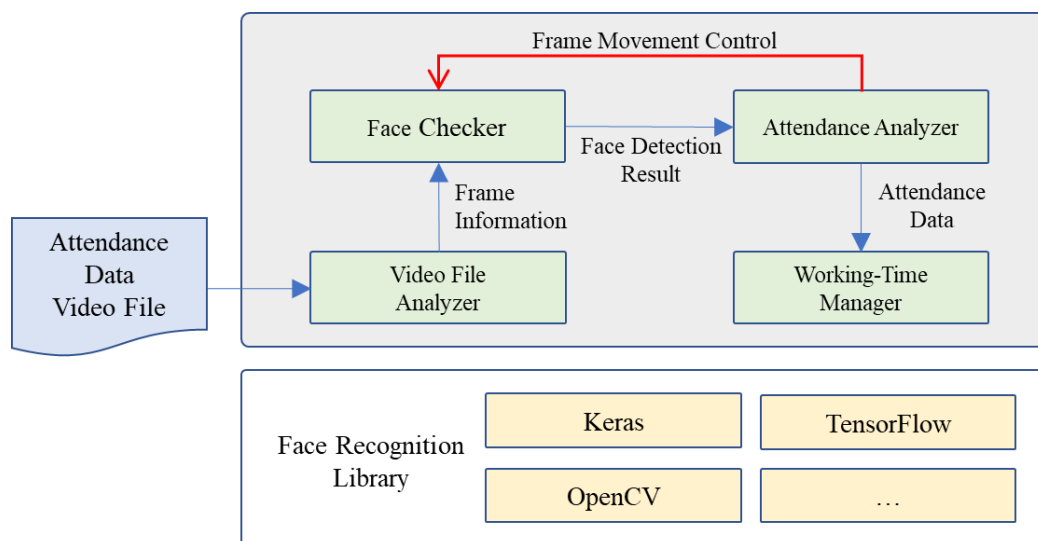 Frame Movement Control
Face Checker
Attendance Analyzer
Face Detection
Result
Frame
Information
Attendance
Data
Attendance
Data
Video File
Video File
Analyzer
Working-Time
Manager
Face Recognition
Library
Keras
TensorFlow
OpenCV
...